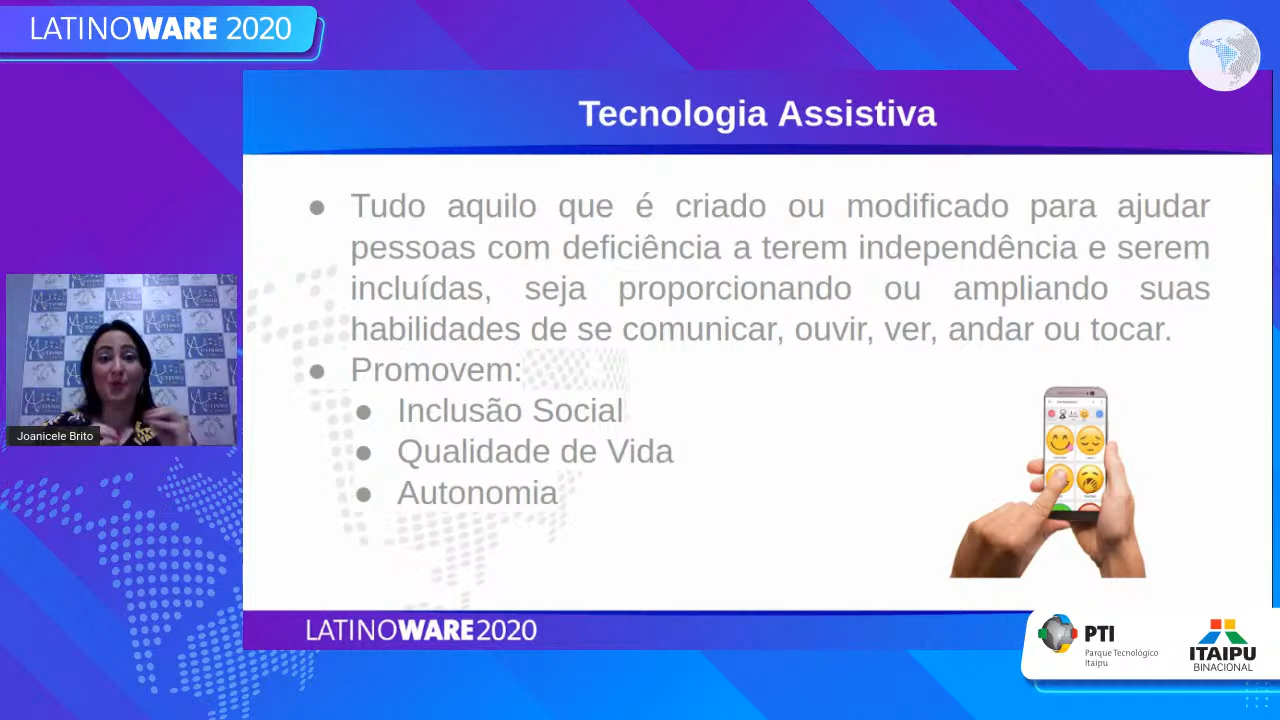 LATINOWARE 2020
Tecnologia Assistiva
● Tudo aquilo que é criado ou modificado para ajudar
pessoas com deficiência a terem independência e serem
incluídas, seja proporcionando ou ampliando suas
habilidades de se comunicar, ouvir, ver, andar ou tocar.
● Promovem:
● Inclusão Social
● Qualidade de Vida
● Autonomia
Joanicele Brito
LATINOWARE2020
PTI
Parque Tecnológico
Itaipu
ITAIPU
BINACIONAL